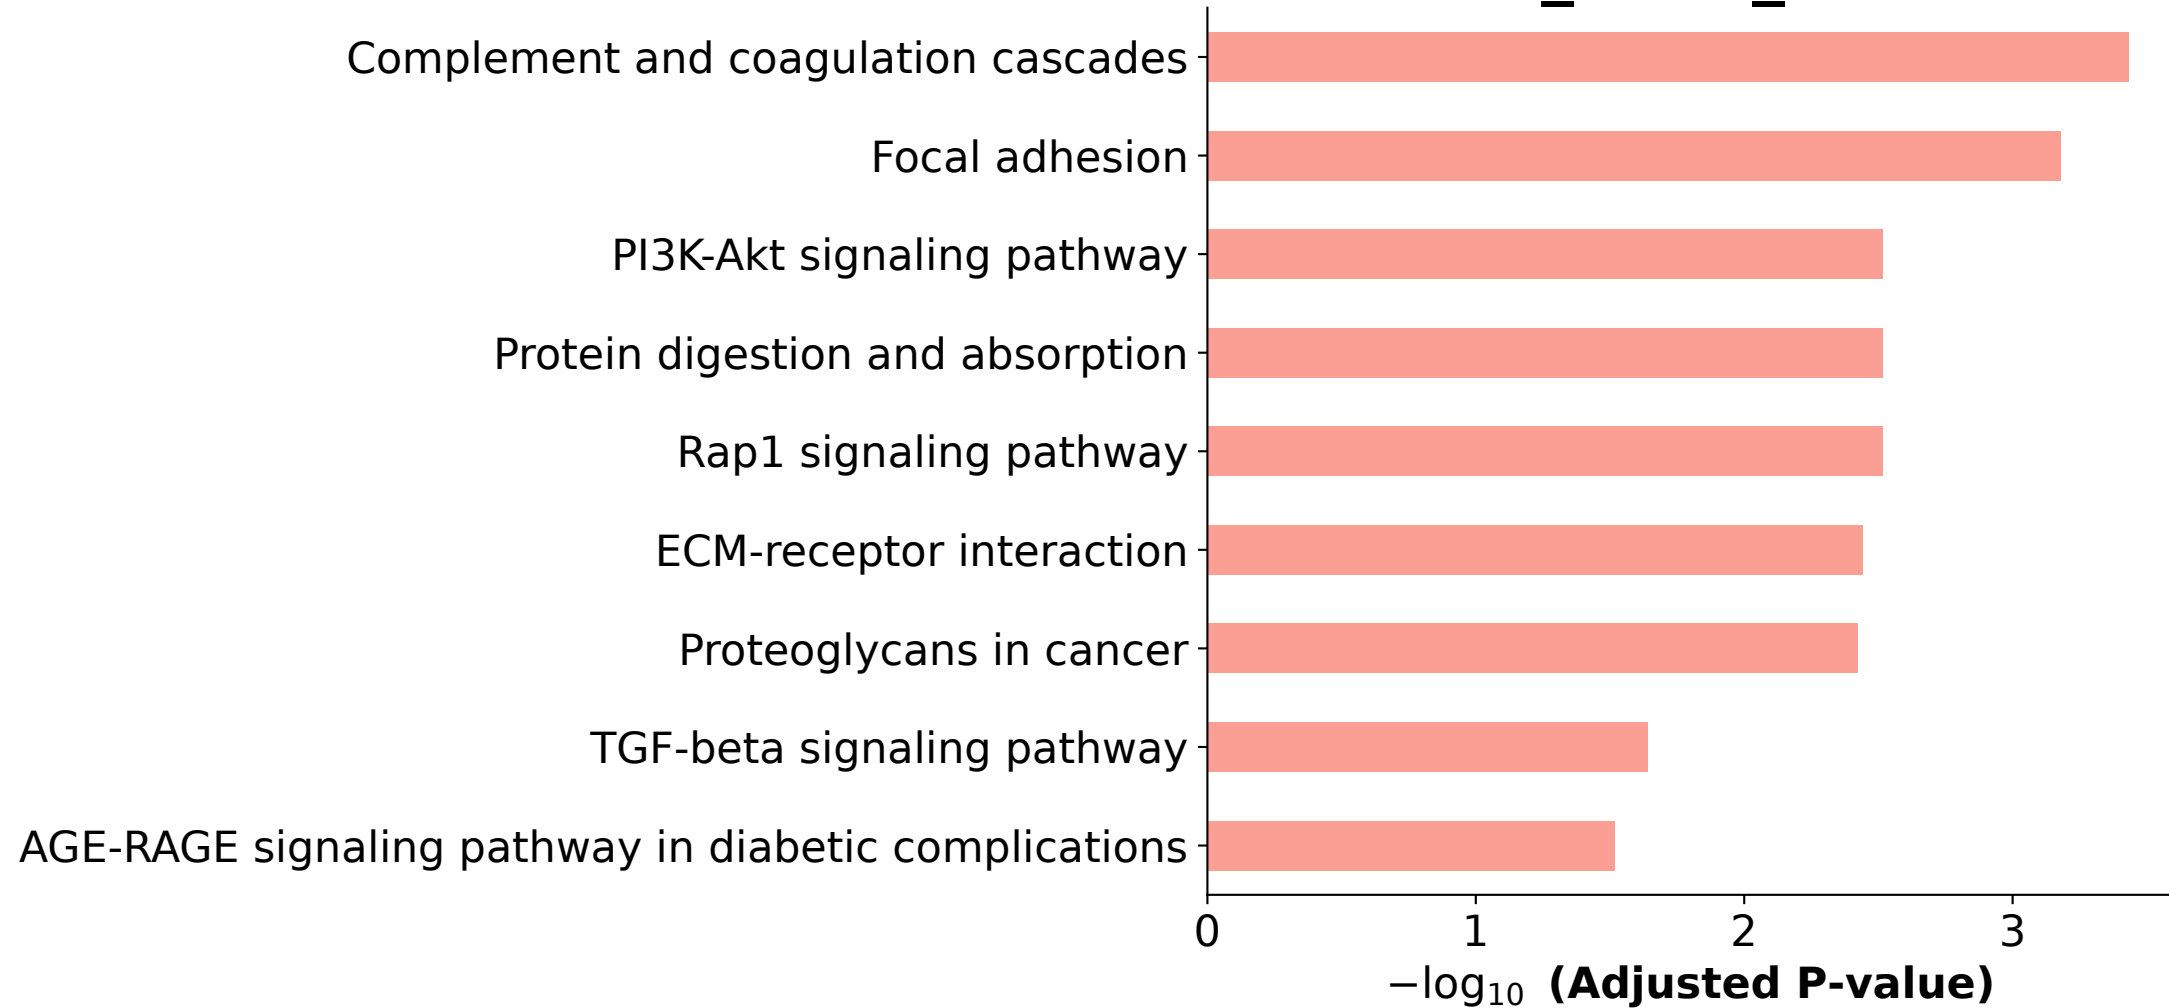 Complement and coagulation cascades
Focal adhesion
PI3K-Akt signaling pathway
Protein digestion and absorption
Rap1 signaling pathway
ECM-receptor interaction
Proteoglycans in cancer
TGF-beta signaling pathway
AGE-RAGE signaling pathway in diabetic complications
0 1 2 3
−log₁₀ (Adjusted P-value)